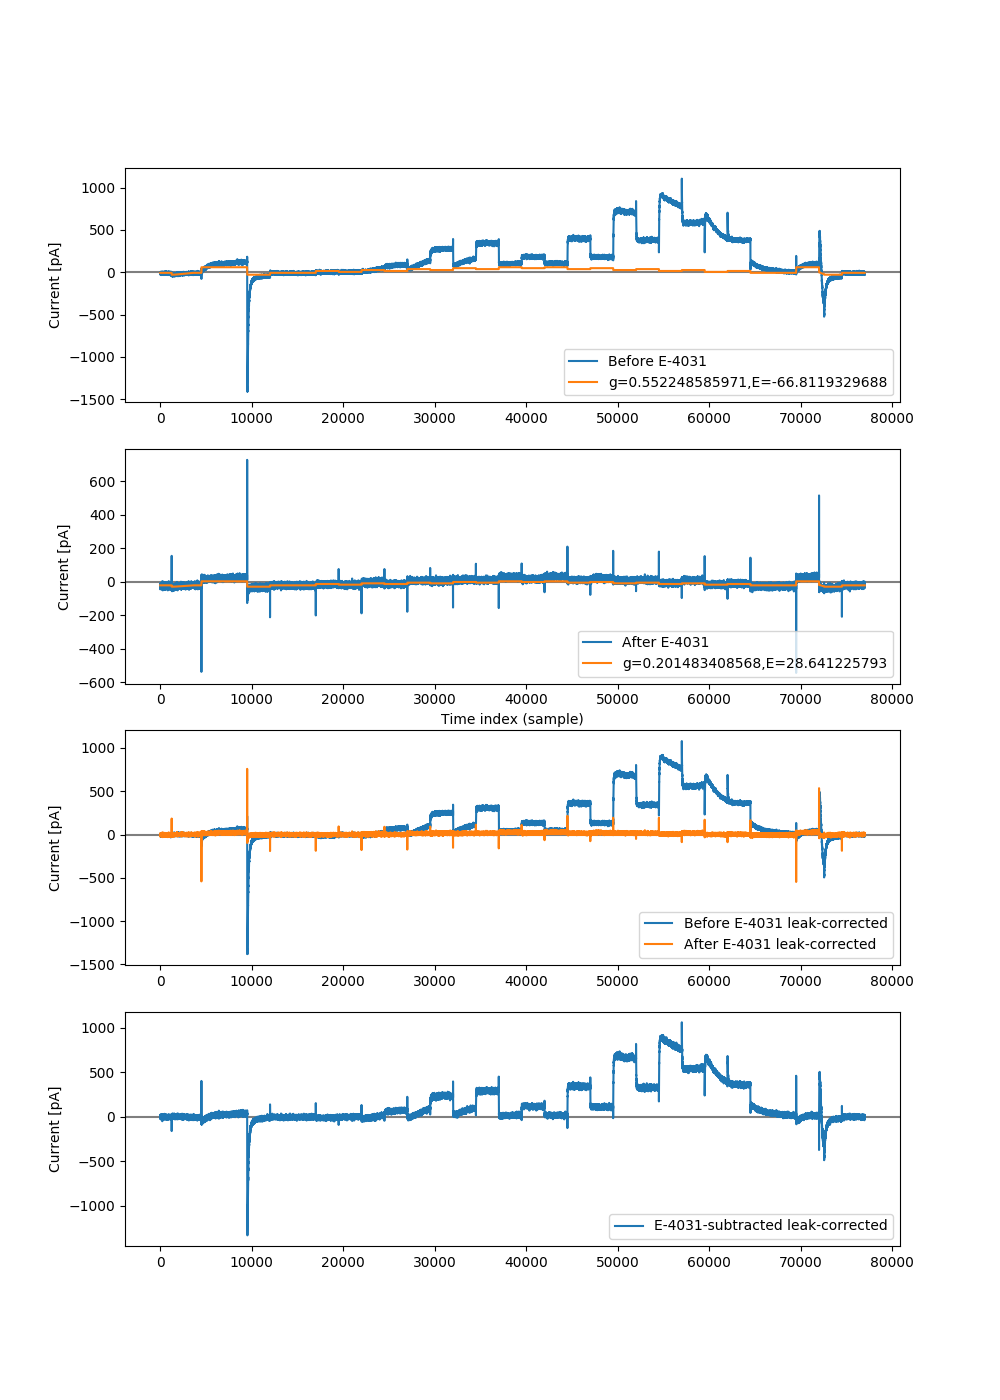 1000
500
0
−500
−1000
−1500
Current [pA]
Before E-4031
g=0.552248585971,E=-66.8119329688
0 10000 20000 30000 40000 50000 60000 70000 80000
600
400
200
0
−200
−400
−600
Current [pA]
After E-4031
g=0.201483408568,E=28.641225793
0 10000 20000 30000 40000 50000 60000 70000 80000
Time index (sample)
1000
500
0
−500
−1000
−1500
Current [pA]
Before E-4031 leak-corrected
After E-4031 leak-corrected
0 10000 20000 30000 40000 50000 60000 70000 80000
1000
500
0
−500
−1000
Current [pA]
E-4031-subtracted leak-corrected
0 10000 20000 30000 40000 50000 60000 70000 80000